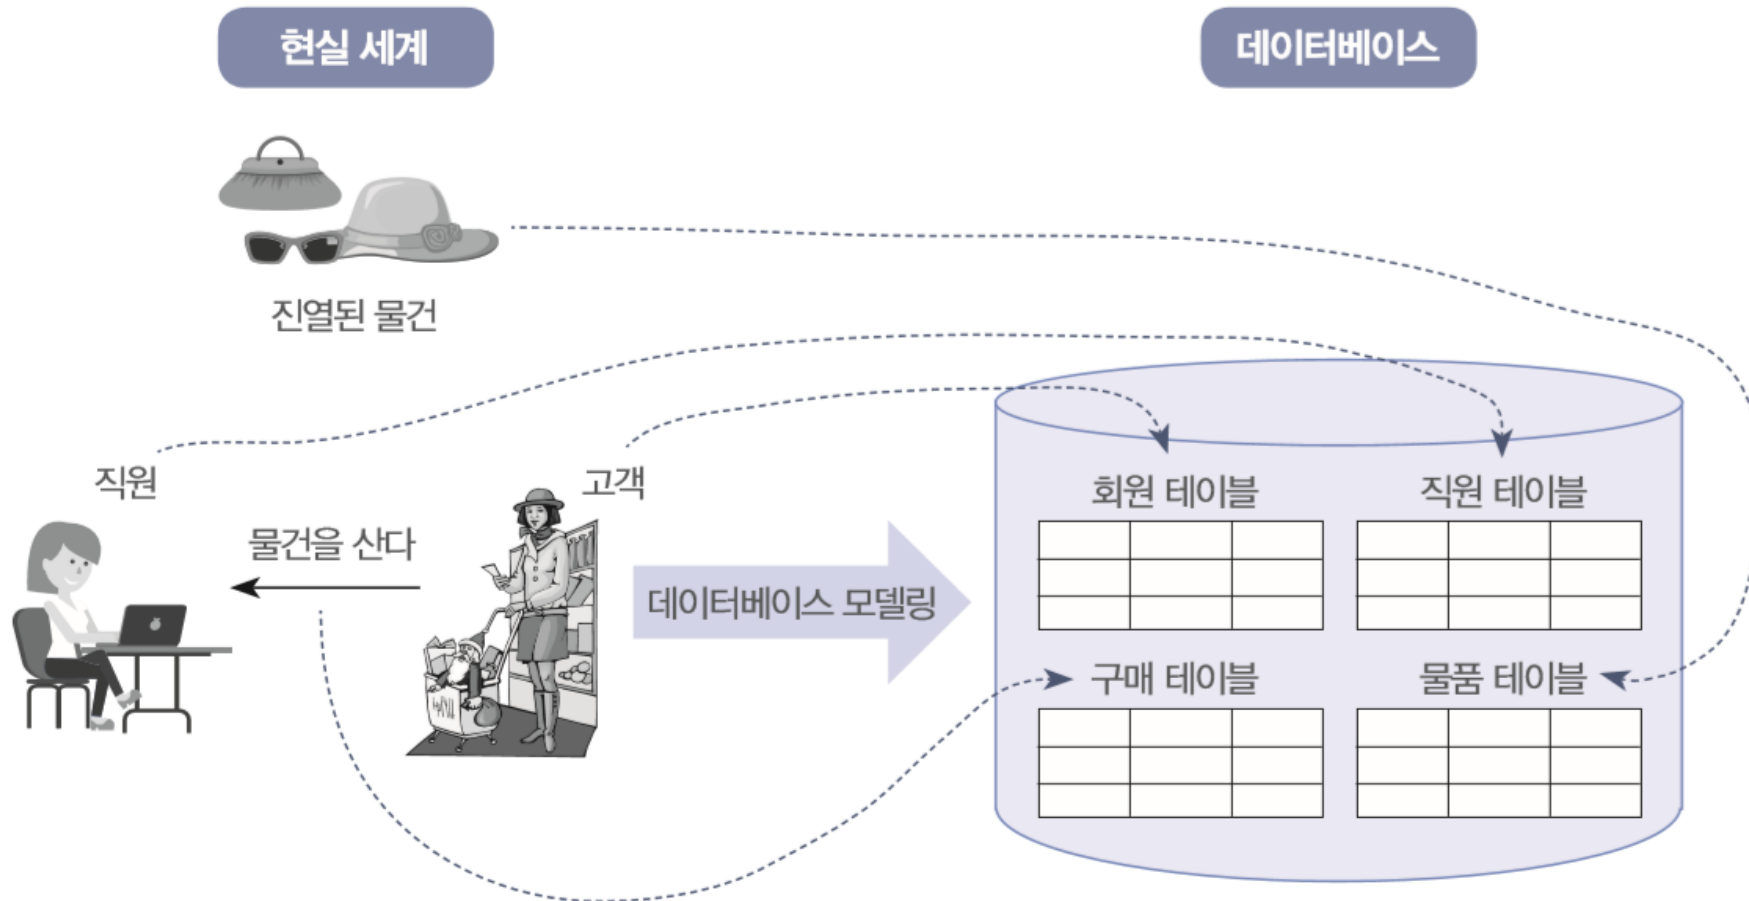 현실 세계
데이터베이스
진열된 물건
직원
고객
물건을 산다
데이터베이스 모델링
회원 테이블
직원 테이블
구매 테이블
물품 테이블